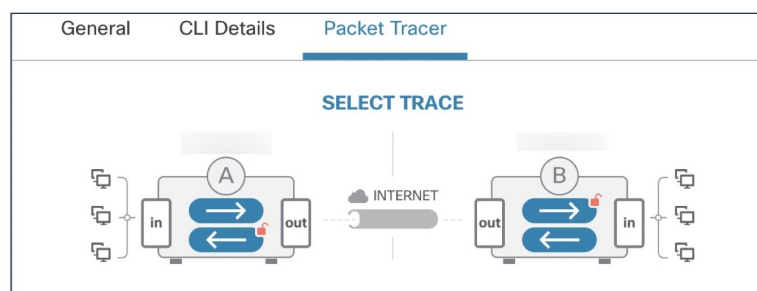 General CLI Details Packet Tracer
SELECT TRACE
A B
INTERNET
in out out in